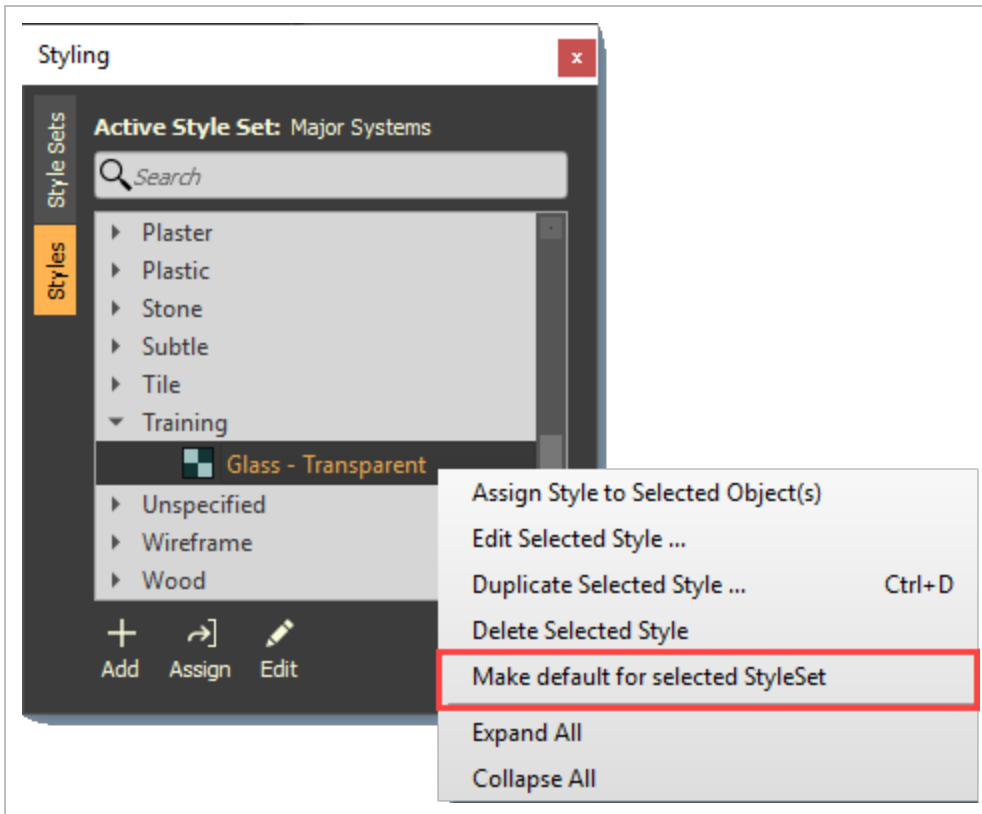 Styling
x
Style Sets
Styles
Active Style Set: Major Systems
Search
Plaster
Plastic
Stone
Subtle
Tile
Training
Glass - Transparent
Unspecified
Wireframe
Wood
Add Assign Edit
Assign Style to Selected Object(s)
Edit Selected Style ...
Duplicate Selected Style ... Ctrl+D
Delete Selected Style
Make default for selected StyleSet
Expand All
Collapse All